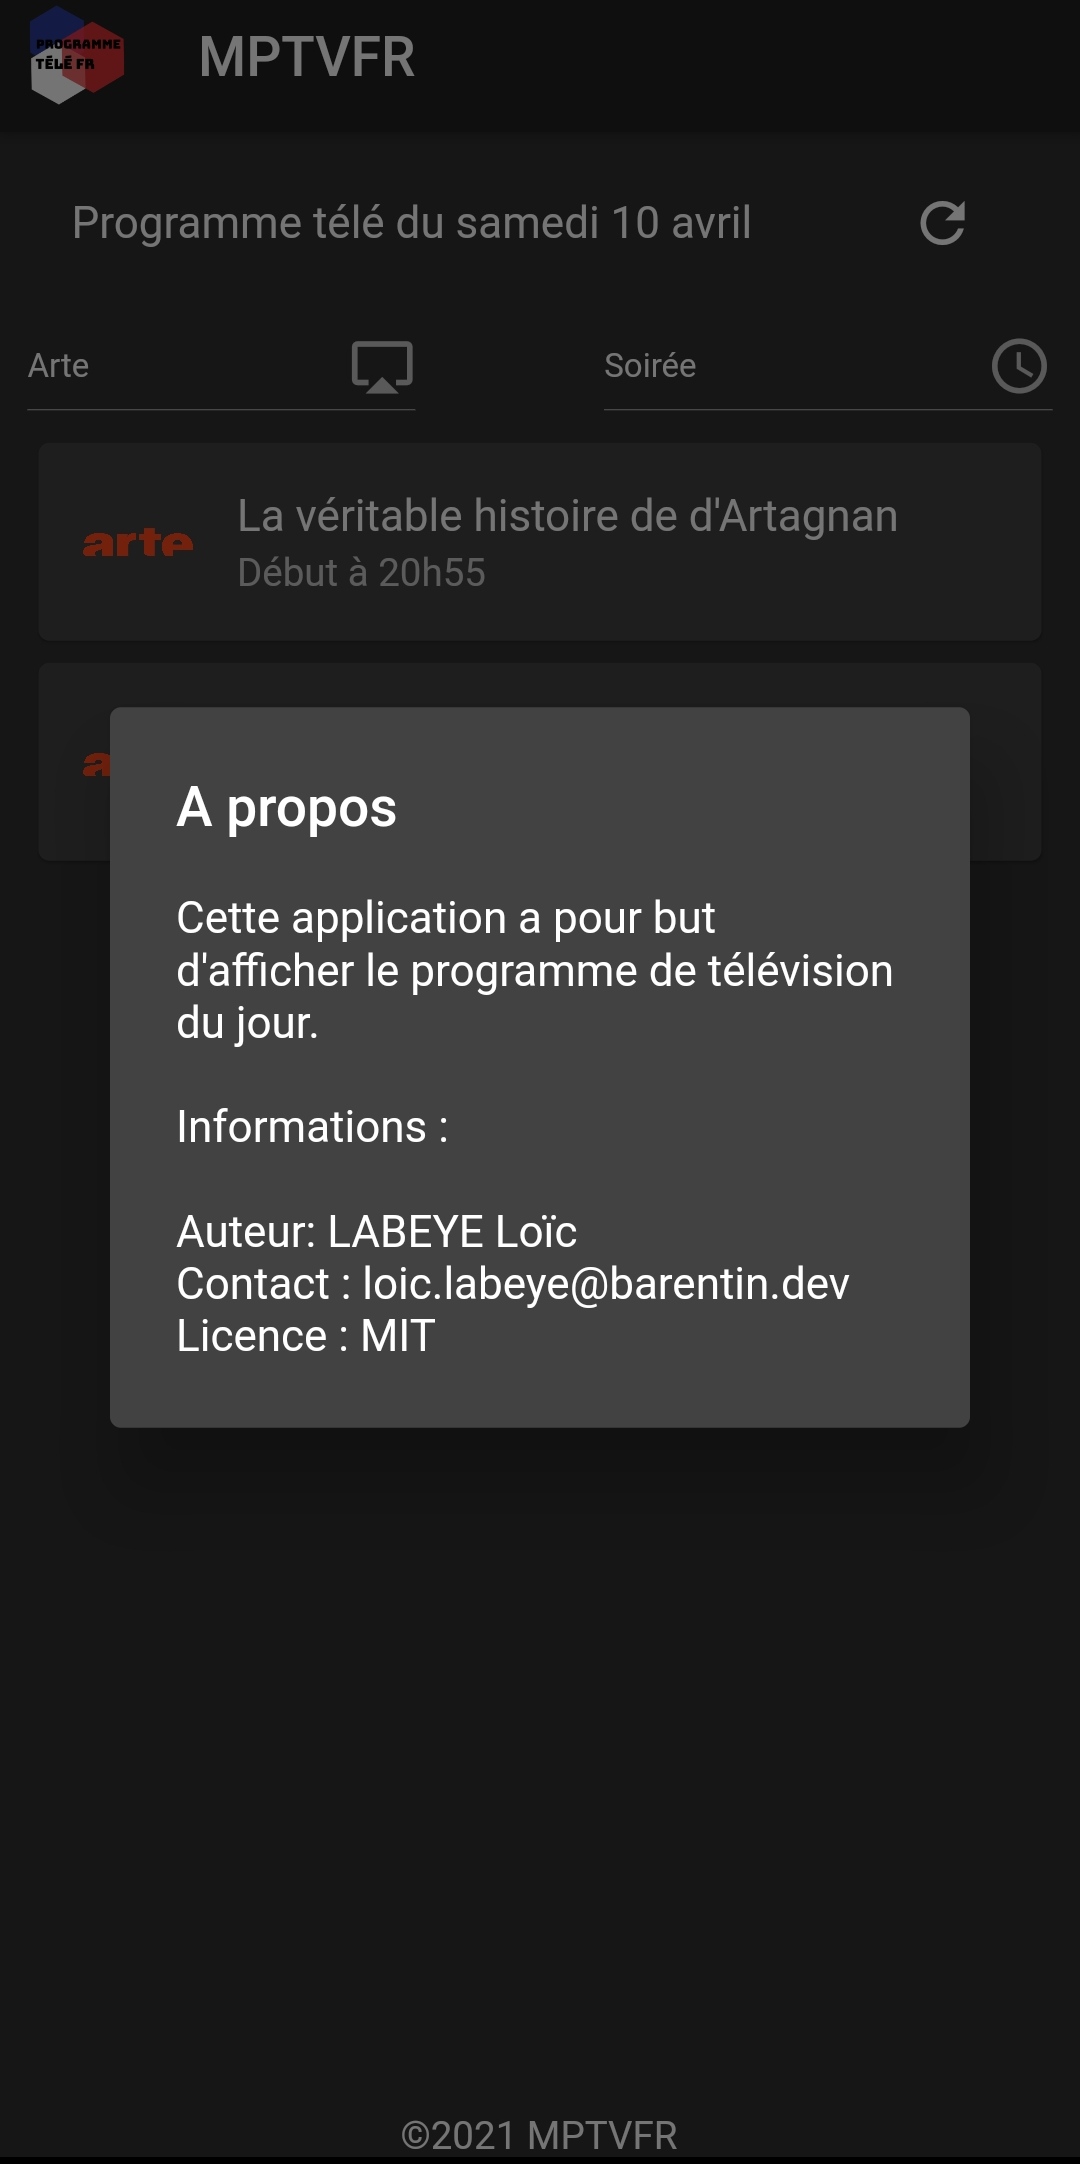 PROGRAMME
TÉLÉ FR
MPTVFR
Programme télé du samedi 10 avril
Arte
Soirée
arte
La véritable histoire de d'Artagnan
Début à 20h55
A propos
Cette application a pour but
d'afficher le programme de télévision
du jour.
Informations :
Auteur: LABEYE Loïc
Contact : loic.labeye@barentin.dev
Licence : MIT
©2021 MPTVFR